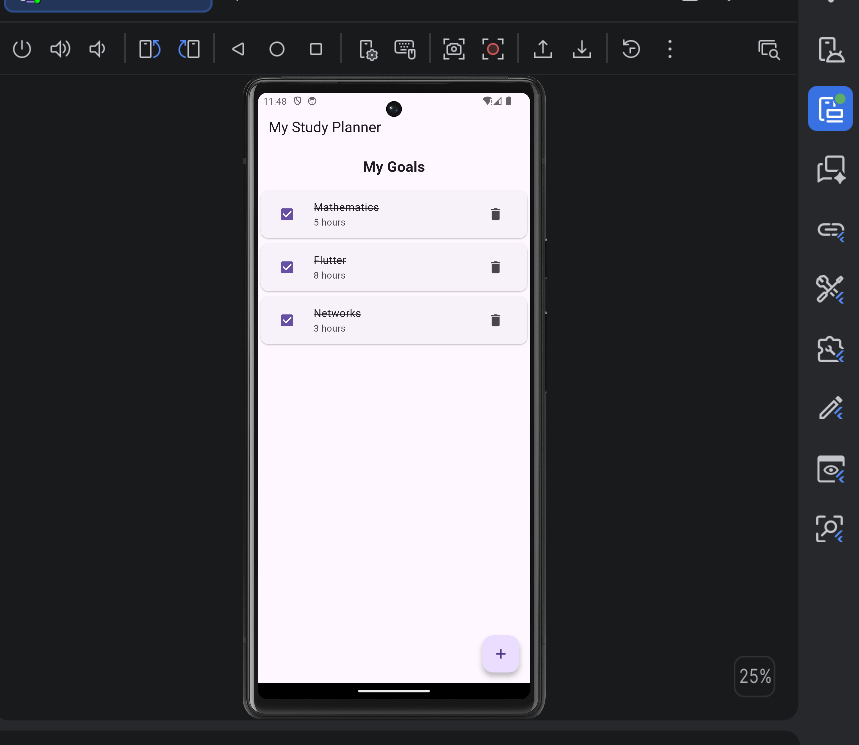 11:48
My Study Planner
My Goals
Mathematics
5 hours
Flutter
8 hours
Networks
3 hours
+
25%